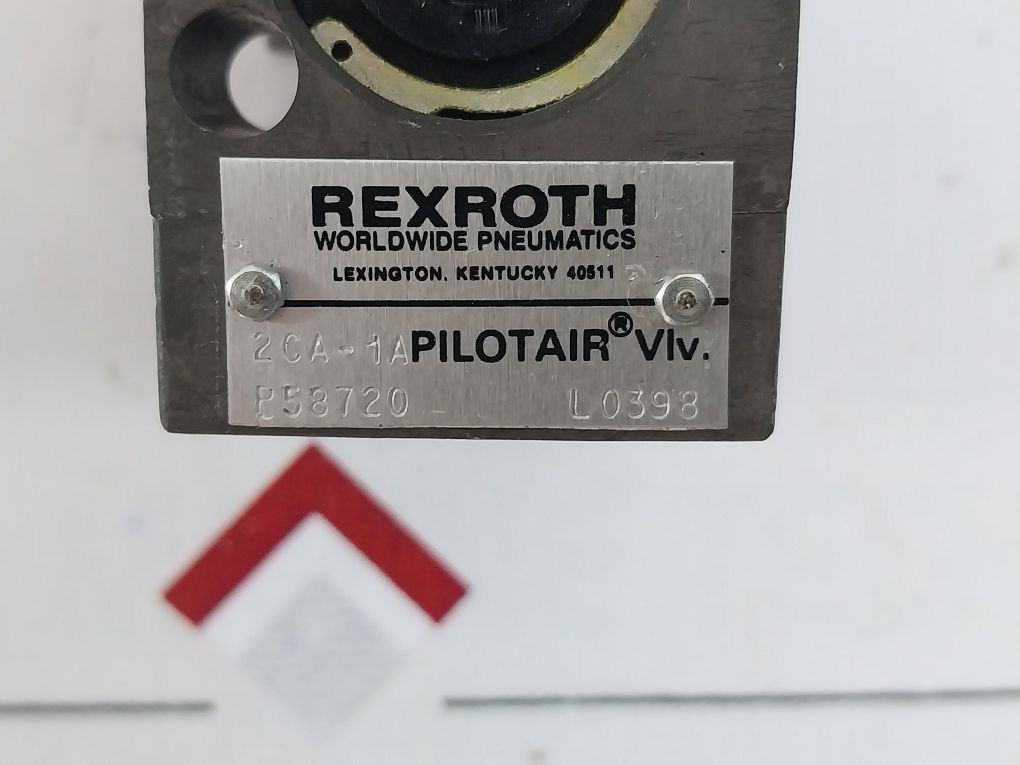 REXROTH
WORLDWIDE PNEUMATICS
LEXINGTON, KENTUCKY 40511
2CA-1A PILOTAIR® Vlv.
P58720 L0398